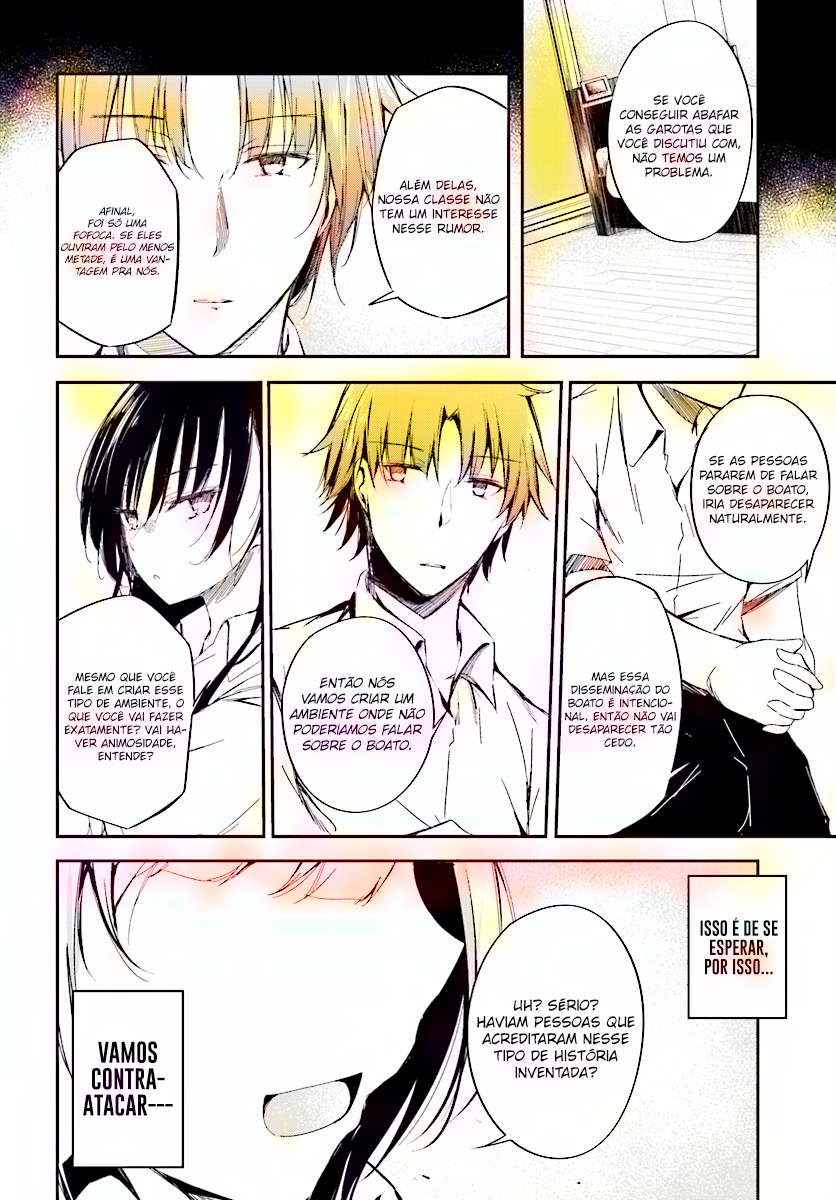 SE VOCÊ
CONSEGUIR ABAFAR
AS GAROTAS QUE
VOCÊ DISCUTIU COM,
NÃO TEMOS UM
PROBLEMA.
ALÉM DELAS,
NOSSA CLASSE NÃO
TEM UM INTERESSE
NESSE RUMOR.
AFINAL,
FOI SÓ UMA
FOFOCA. SE ELES
OUVIRAM PELO MENOS
METADE, É UMA VAN-
TAGEM PRA NÓS.
SE AS PESSOAS
PARAREM DE FALAR
SOBRE O BOATO,
IRIA DESAPARECER
NATURALMENTE.
MAS ESSA
DISSEMINAÇÃO DO
BOATO É INTENCIO-
NAL, ENTÃO NÃO VAI
DESAPARECER TÃO
CEDO.
ENTÃO NÓS
VAMOS CRIAR UM
AMBIENTE ONDE NÃO
PODERIAMOS FALAR
SOBRE O BOATO.
MESMO QUE VOCÊ
FALE EM CRIAR ESSE
TIPO DE AMBIENTE, O
QUE VOCÊ VAI FAZER
EXATAMENTE? VAI HA-
VER ANIMOSIDADE,
ENTENDE?
ISSO É DE SE
ESPERAR,
POR ISSO...
UH? SÉRIO?
HAVIAM PESSOAS QUE
ACREDITARAM NESSE
TIPO DE HISTÓRIA
INVENTADA?
VAMOS
CONTRA-
ATACAR---